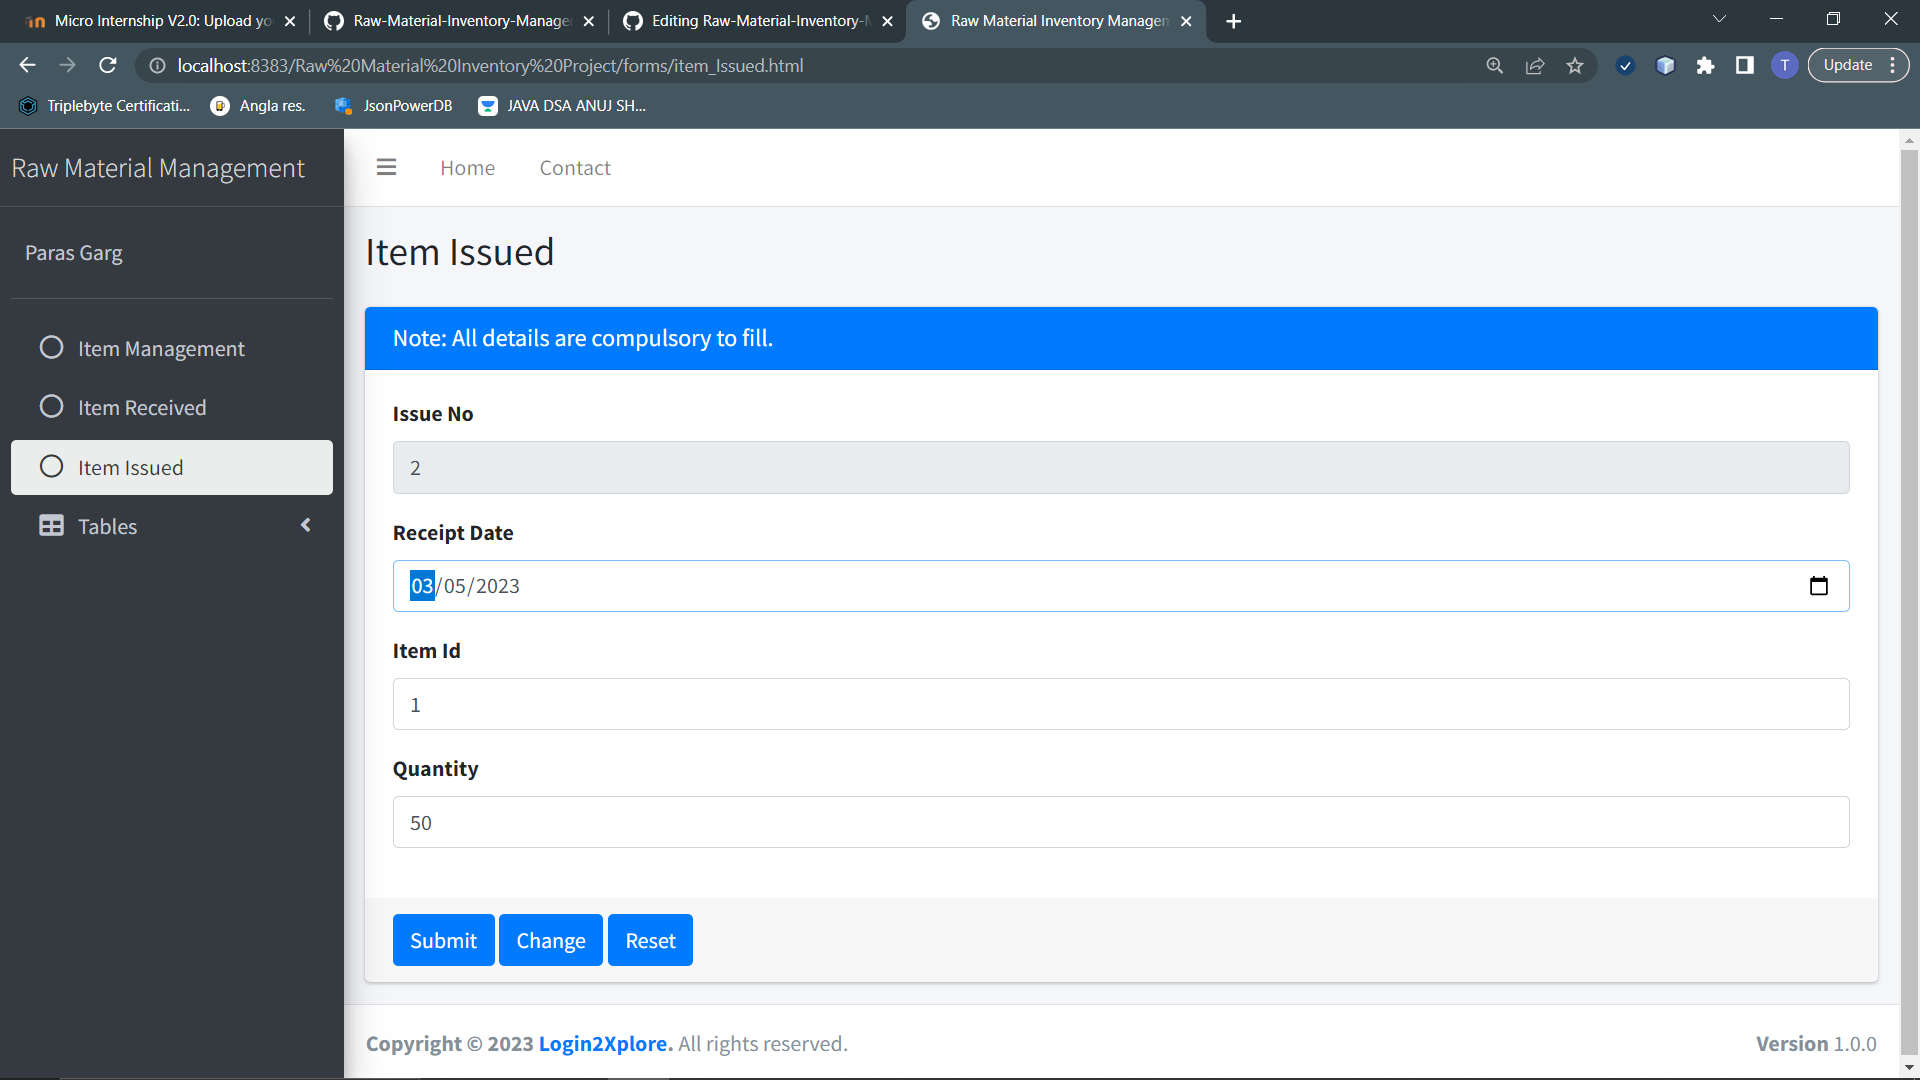 Micro Internship V2.0: Upload yo
Raw-Material-Inventory-Manage
Editing Raw-Material-Inventory-
Raw Material Inventory Managem
localhost:8383/Raw%20Material%20Inventory%20Project/forms/item_Issued.html
T
Update
Triplebyte Certificati...
Angla res.
JsonPowerDB
JAVA DSA ANUJ SH...
Raw Material Management
Home
Contact
Paras Garg
Item Management
Item Received
Item Issued
Tables
Item Issued
Note: All details are compulsory to fill.
Issue No
2
Receipt Date
03/05/2023
Item Id
1
Quantity
50
Submit
Change
Reset
Copyright © 2023 Login2Xplore. All rights reserved.
Version 1.0.0